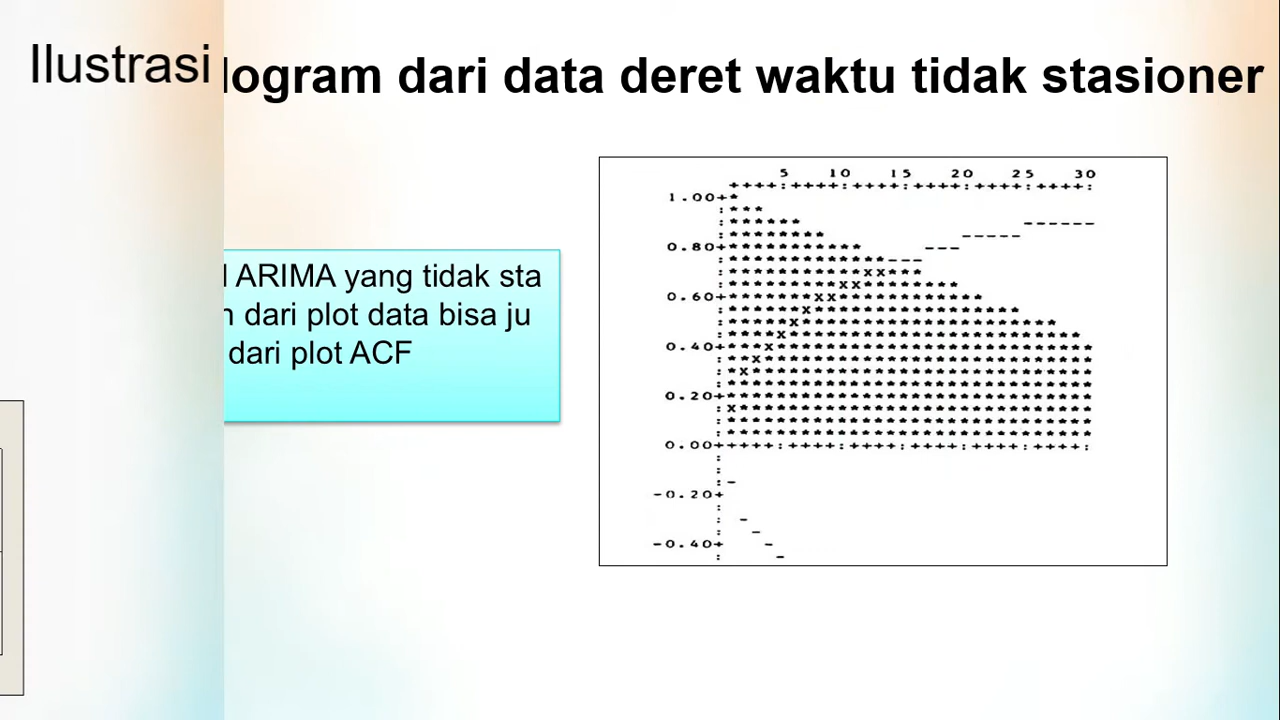 Ilustrasi
logram dari data deret waktu tidak stasioner
ARIMA yang tidak sta
dari plot data bisa ju
dari plot ACF
5 10 15 20 25 30
1.00
0.80
0.60
0.40
0.20
0.00
-0.20
-0.40